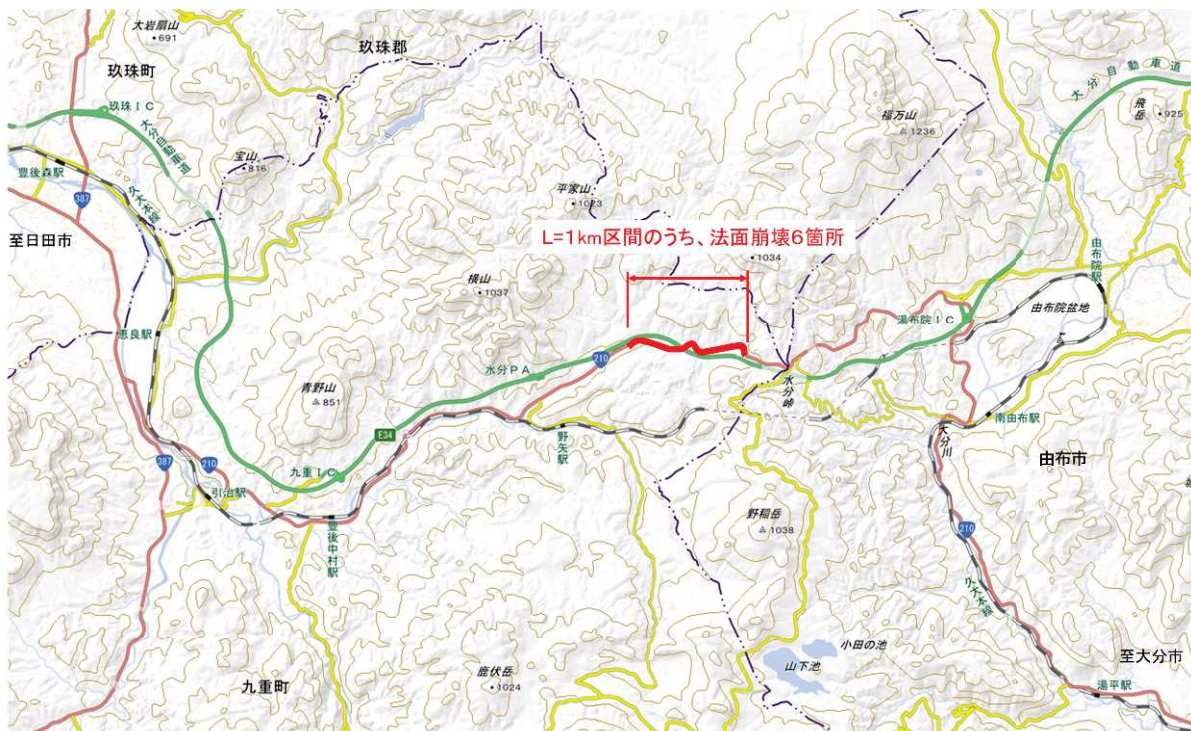 大岩扇山
・691
玖珠郡
玖珠町
玖珠IC
大分自動車道
宝山
・816
豊後森駅
久大本線
387
至日田市
恵良駅
福万山
1236
大分自動車道
飛岳
・925
平家山
・1023
L=1km区間のうち、法面崩壊6箇所
・1034
横山
・1037
由布院駅
由布院盆地
湯布院IC
210
水分PA
水分峠
青野山
851
E34
野矢駅
南由布駅
大分川
由布市
九重IC
387
210
引治駅
豊後中村駅
野稲岳
1038
210
久大本線
小田の池
山下池
至大分市
鹿伏岳
・1024
九重町
湯平駅